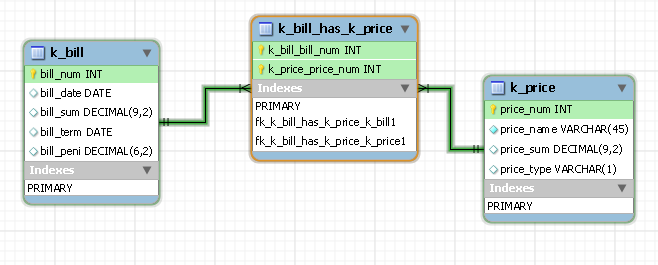 k_bill
bill_num INT
bill_date DATE
bill_sum DECIMAL(9,2)
bill_term DATE
bill_peni DECIMAL(6,2)
Indexes
PRIMARY
k_bill_has_k_price
k_bill_bill_num INT
k_price_price_num INT
Indexes
PRIMARY
fk_k_bill_has_k_price_k_bill1
fk_k_bill_has_k_price_k_price1
k_price
price_num INT
price_name VARCHAR(45)
price_sum DECIMAL(9,2)
price_type VARCHAR(1)
Indexes
PRIMARY